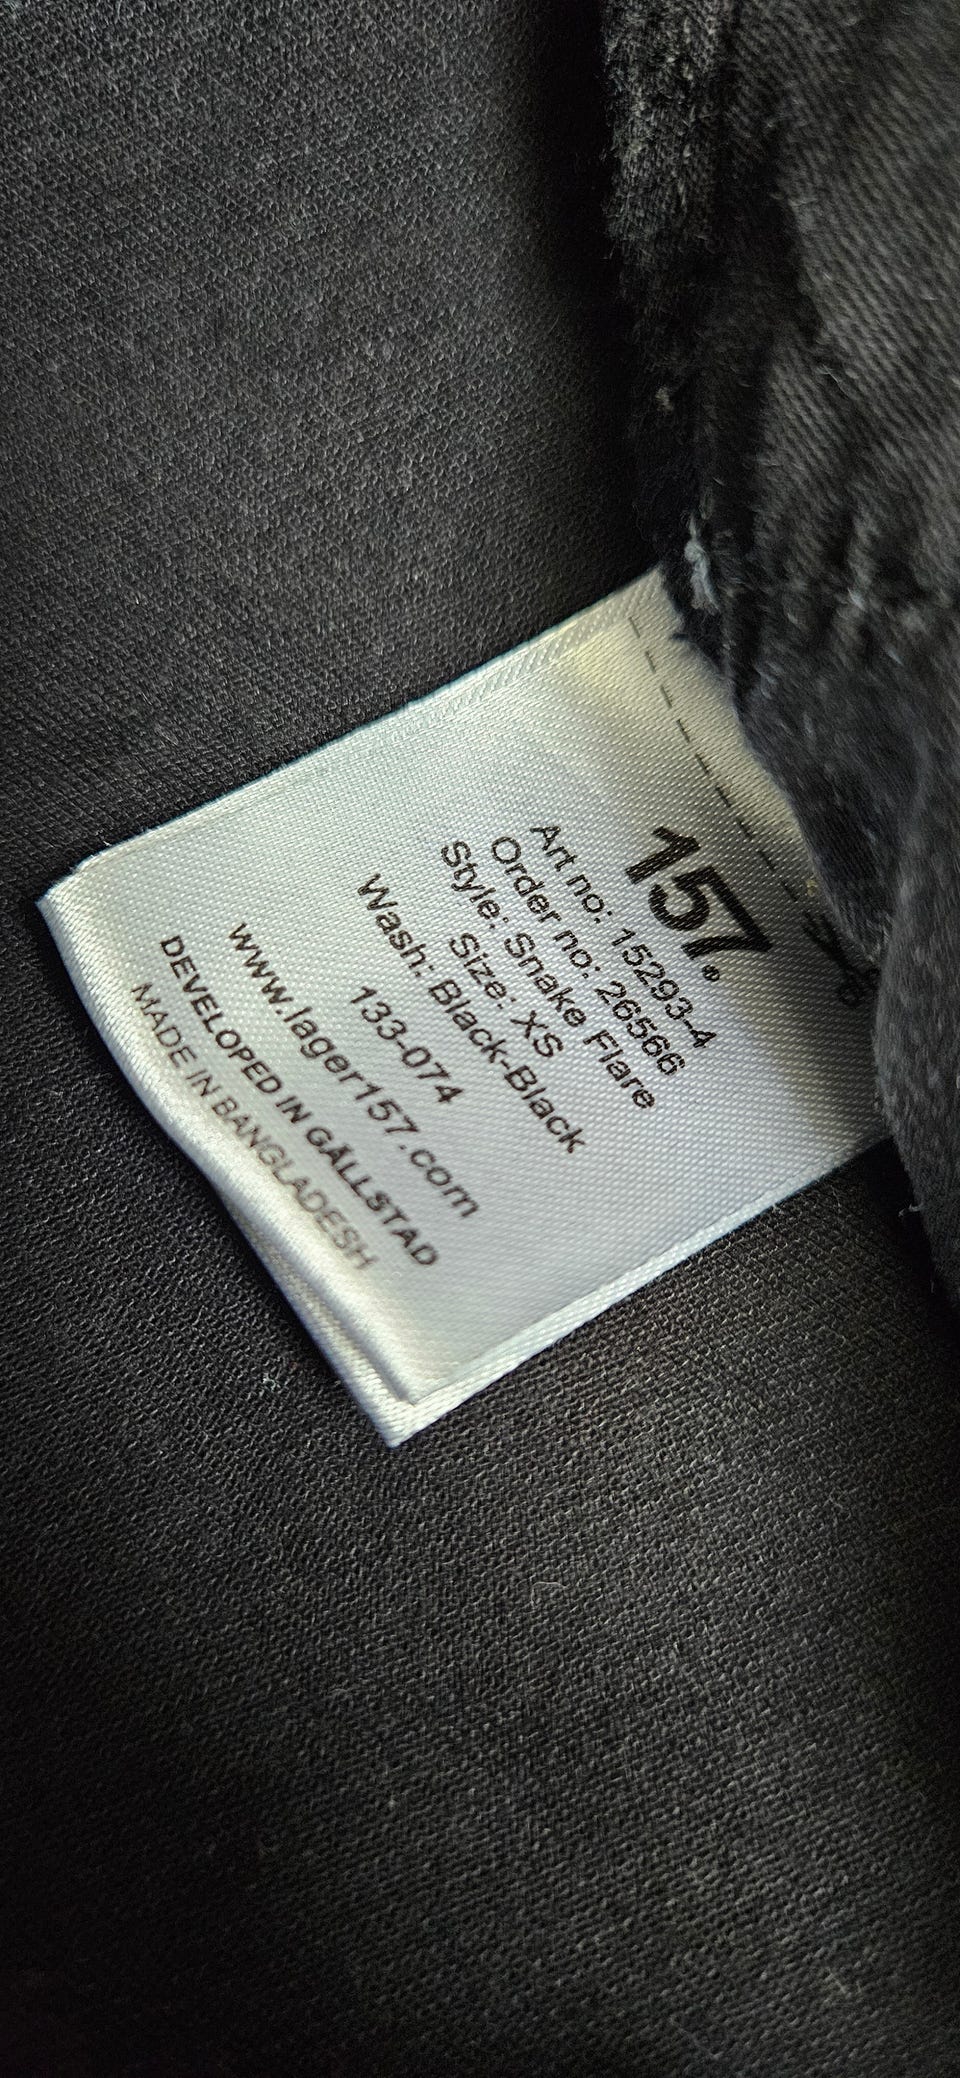 157.
Art no: 15293-4
Order no: 26566
Style: Snake Flare
Size: XS
Wash: Black-Black
133-074
www.lager157.com
DEVELOPED IN GÄLLSTAD
MADE IN BANGLADESH